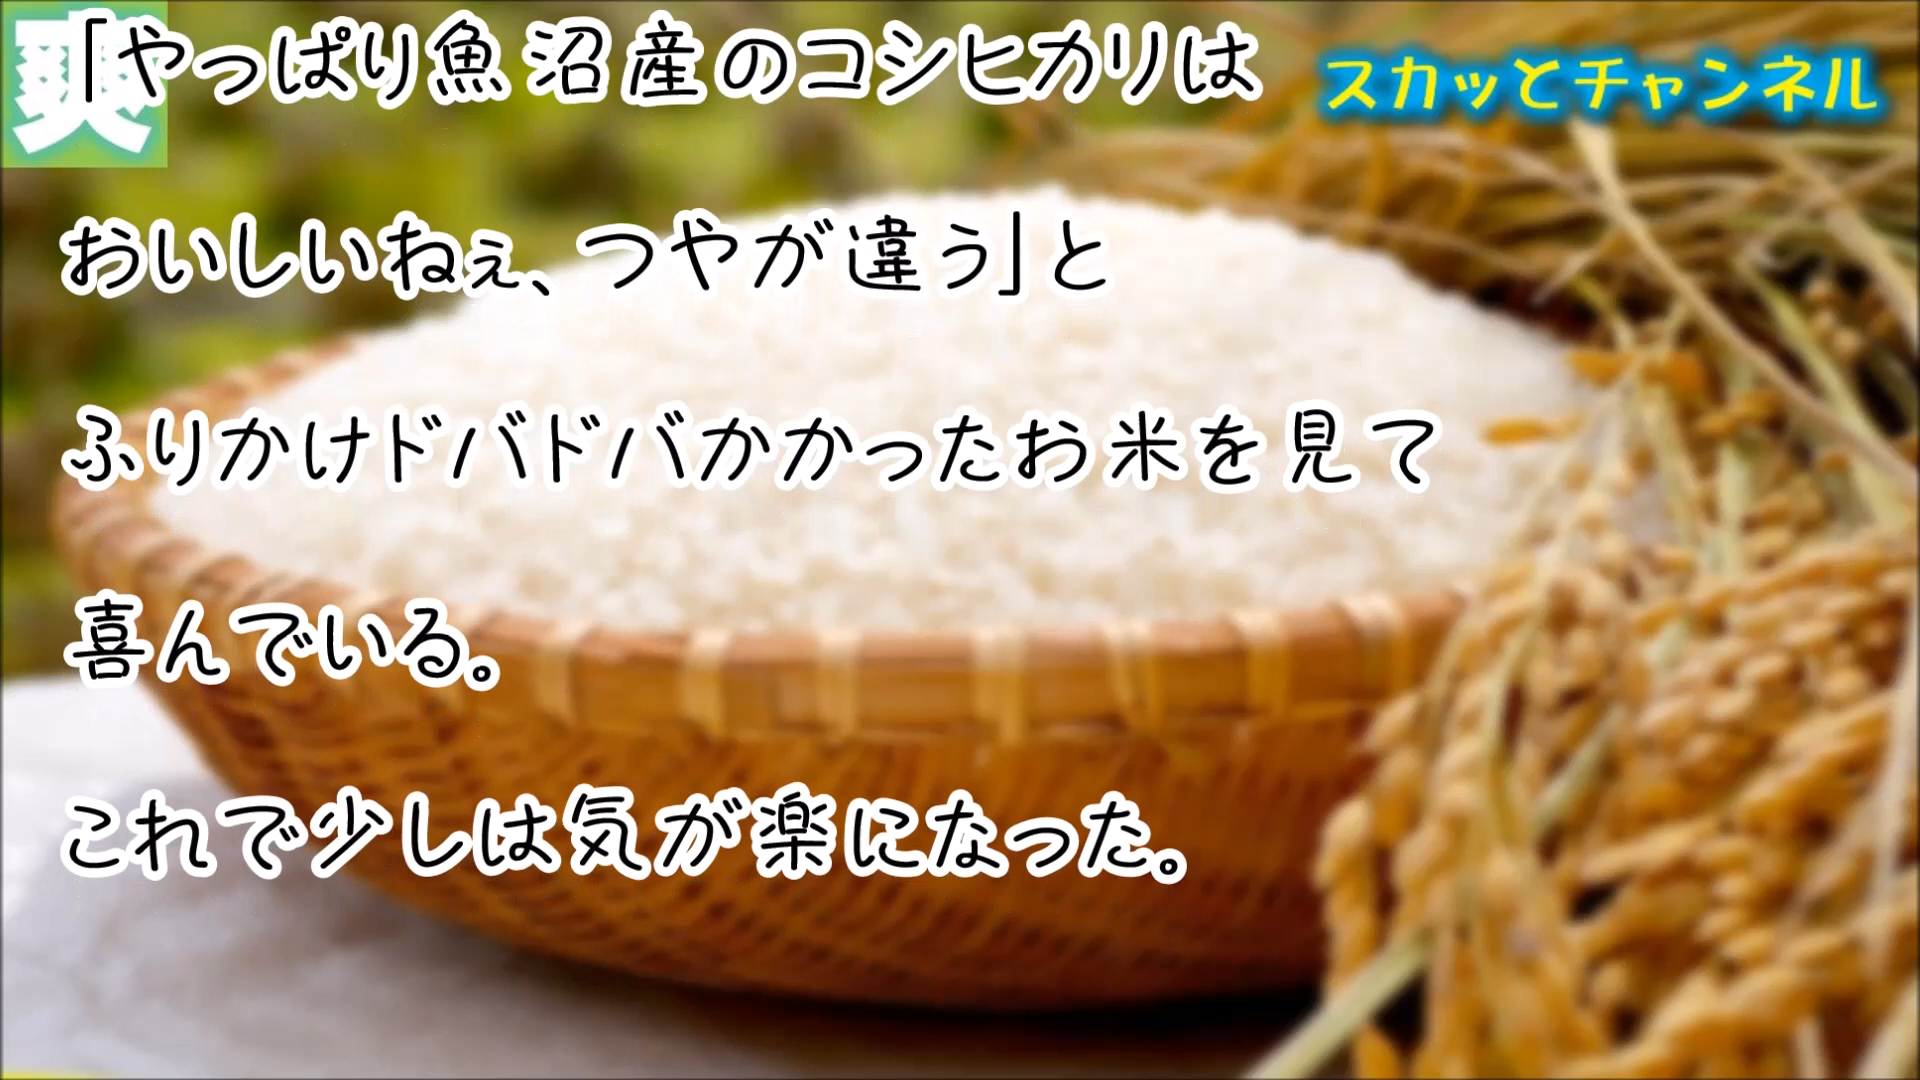 爽
スカッとチャンネル
「やっぱり魚沼産のコシヒカリは
おいしいねぇ、つやが違う」と
ふりかけドバドバかかったお米を見て
喜んでいる。
これで少しは気が楽になった。